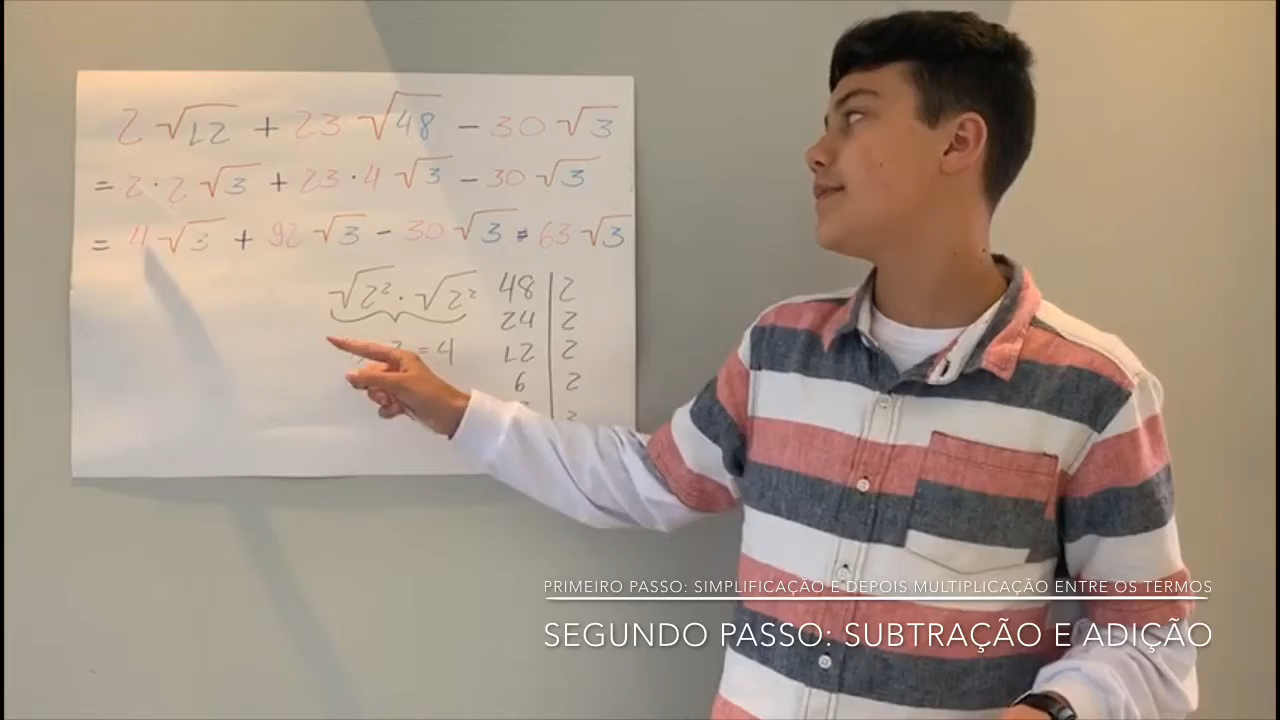 2 √12 + 23 √48 – 30 √3
= 2 · 2 √3 + 23 · 4 √3 – 30 √3
= 4 √3 + 92 √3 – 30 √3 = 63 √3
√2² · √2² 48 | 2
24 | 2
= 4 12 | 2
6 2
2
PRIMEIRO PASSO: SIMPLIFICAÇÃO E DEPOIS MULTIPLICAÇÃO ENTRE OS TERMOS
SEGUNDO PASSO: SUBTRAÇÃO E ADIÇÃO